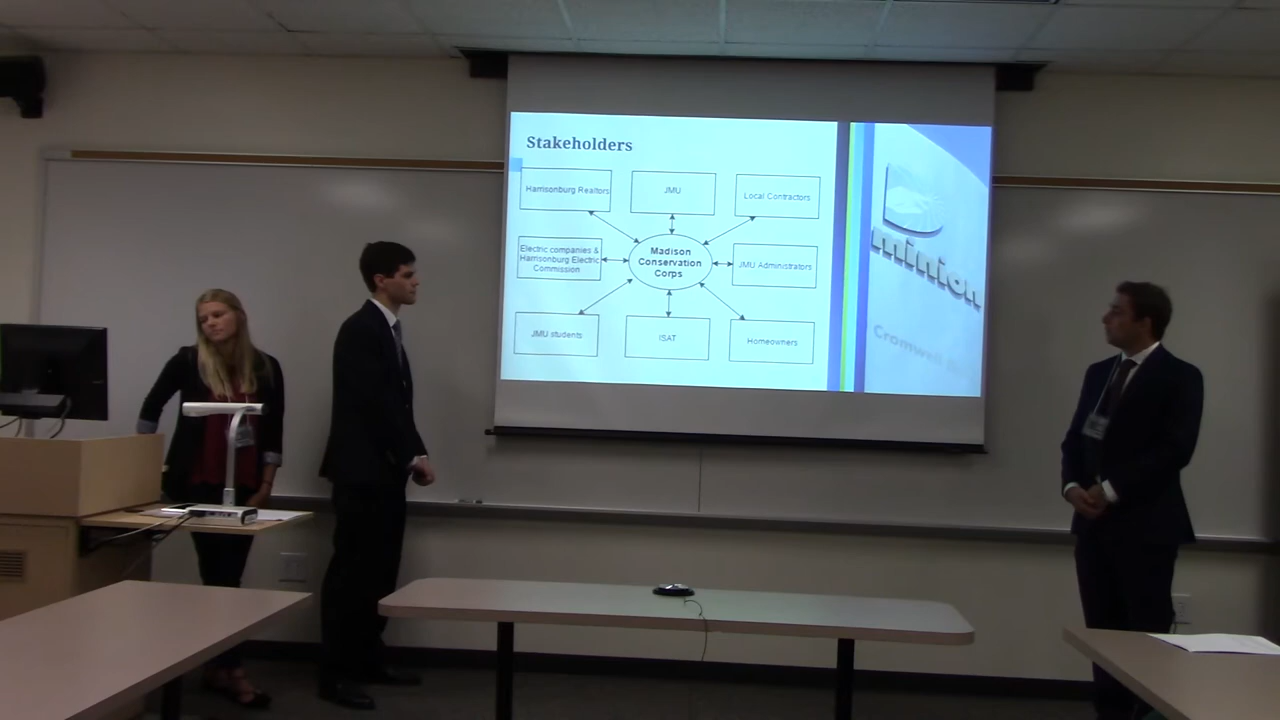 Stakeholders
Harrisonburg Realtors
JMU
Local Contractors
Electric companies &
Harrisonburg Electric
Commission
Madison
Conservation
Corps
JMU Administrators
JMU students
ISAT
Homeowners
minion
Cromwell